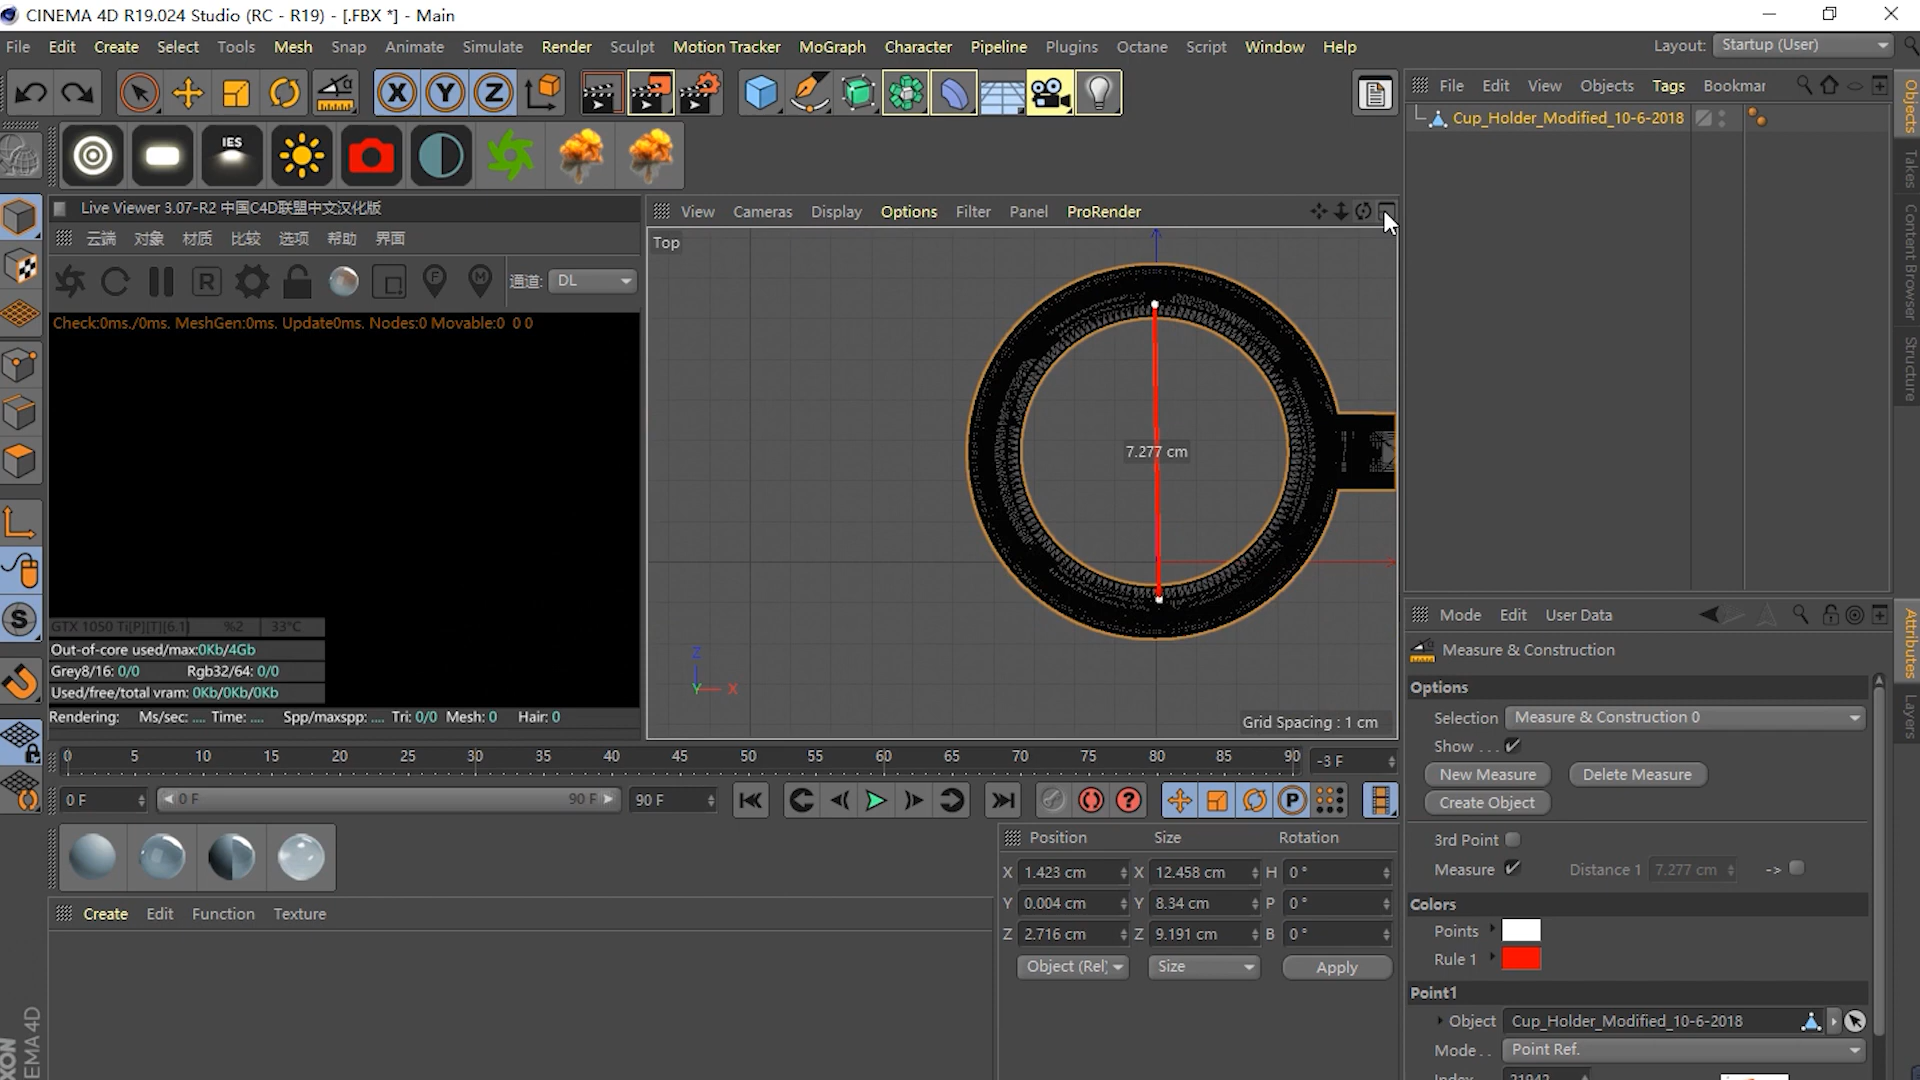 CINEMA 4D R19.024 Studio (RC - R19) - [.FBX *] - Main
File Edit Create Select Tools Mesh Snap Animate Simulate Render Sculpt Motion Tracker MoGraph Character Pipeline Plugins Octane Script Window Help Layout: Startup (User)
X Y Z
File Edit View Objects Tags Bookmar
Cup_Holder_Modified_10-6-2018
IES
Objects
Takes
Content Browser
Structure
Live Viewer 3.07-R2 中国C4D联盟中文汉化版
云端 对象 材质 比较 选项 帮助 界面
R F M 通道: DL
Check:0ms./0ms. MeshGen:0ms. Update0ms. Nodes:0 Movable:0 0 0
View Cameras Display Options Filter Panel ProRender
Top
7.277 cm
Z
Y X
Grid Spacing : 1 cm
GTX 1050 Ti[P][T][6.1] %2 33°C
Out-of-core used/max:0Kb/4Gb
Grey8/16: 0/0 Rgb32/64: 0/0
Used/free/total vram: 0Kb/0Kb/0Kb
Rendering: Ms/sec: .... Time: .... Spp/maxspp: .... Tri: 0/0 Mesh: 0 Hair: 0
S
0 5 10 15 20 25 30 35 40 45 50 55 60 65 70 75 80 85 90 -3 F
0 F 0 F 90 F 90 F
P
Position Size Rotation
X 1.423 cm X 12.458 cm H 0 °
Y 0.004 cm Y 8.34 cm P 0 °
Z 2.716 cm Z 9.191 cm B 0 °
Object (Rel) Size Apply
Create Edit Function Texture
Mode Edit User Data
Measure & Construction
Options
Selection Measure & Construction 0
Show . . .
New Measure Delete Measure
Create Object
3rd Point
Measure Distance 1 7.277 cm ->
Colors
Points
Rule 1
Point1
Object Cup_Holder_Modified_10-6-2018
Mode . . Point Ref.
Attributes
Layers
XON
EMA 4D